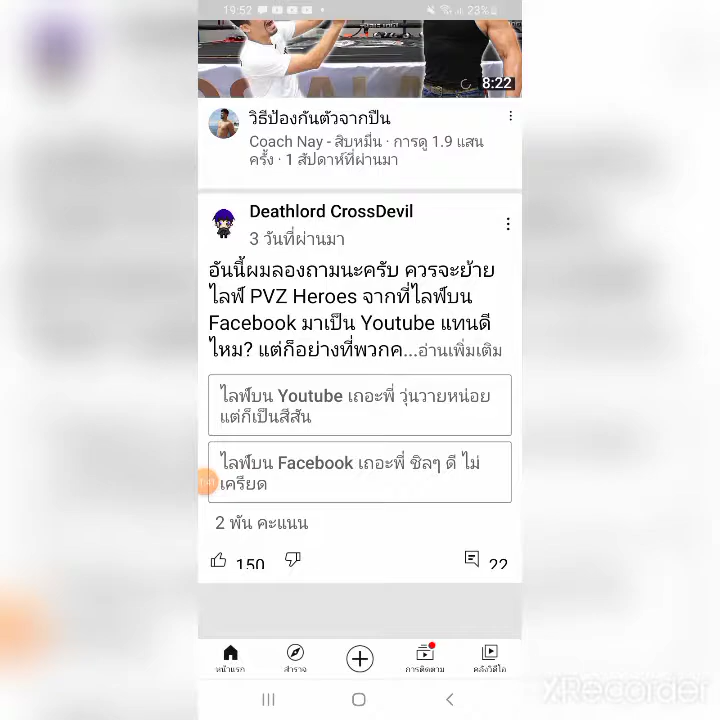 19:52
23%
8:22
วิธีป้องกันตัวจากปืน
Coach Nay - สิบหมื่น · การดู 1.9 แสน
ครั้ง · 1 สัปดาห์ที่ผ่านมา
Deathlord CrossDevil
3 วันที่ผ่านมา
อันนี้ผมลองถามนะครับ ควรจะย้าย
ไลฟ์ PVZ Heroes จากที่ไลฟ์บน
Facebook มาเป็น Youtube แทนดี
ไหม? แต่ก็อย่างที่พวกค...อ่านเพิ่มเติม
ไลฟ์บน Youtube เถอะพี่ วุ่นวายหน่อย
แต่ก็เป็นสีสัน
ไลฟ์บน Facebook เถอะพี่ ชิลๆ ดี ไม่
เครียด
2 พัน คะแนน
150
22
หน้าแรก
สำรวจ
การติดตาม
คลังวิดีโอ
XRecorder